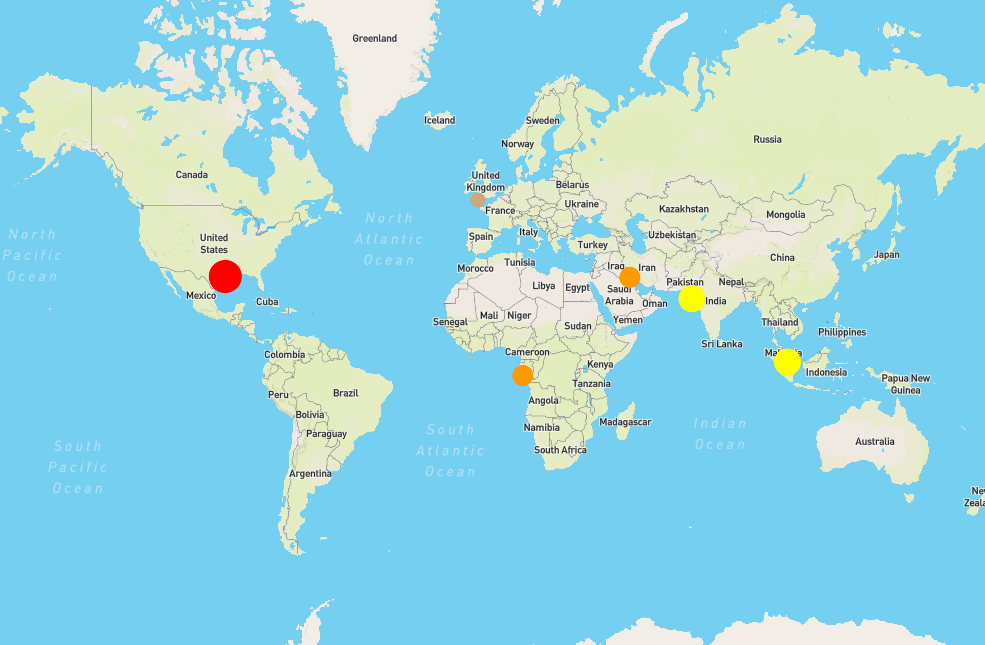 Greenland
Iceland
Sweden
Norway
Russia
Canada
United
Kingdom
Belarus
Ukraine
France
Kazakhstan
Mongolia
North
Atlantic
Ocean
North
Pacific
Ocean
United
States
Spain
Italy
Turkey
Uzbekistan
China
Japan
Morocco
Tunisia
Iraq
Iran
Pakistan
Nepal
Mexico
Cuba
Libya
Egypt
Saudi
Arabia
Oman
India
Senegal
Mali
Niger
Sudan
Yemen
Thailand
Philippines
Sri Lanka
Colombia
Cameroon
Kenya
Indonesia
Papua New
Guinea
Peru
Brazil
Tanzania
Angola
Bolivia
Paraguay
Namibia
Madagascar
South
Atlantic
Ocean
Indian
Ocean
South
Pacific
Ocean
South Africa
Australia
Argentina